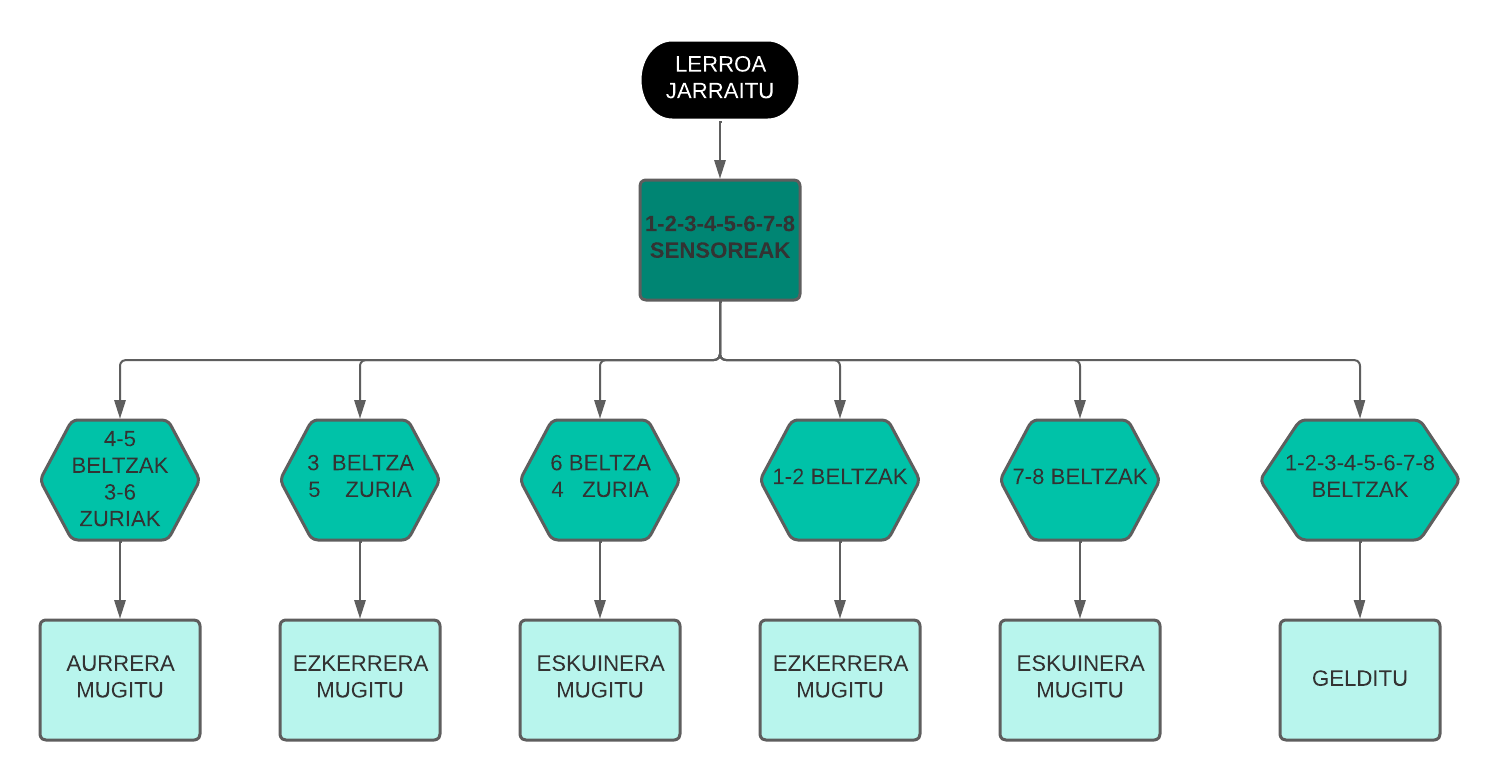 LERROA
JARRAITU
1-2-3-4-5-6-7-8
SENSOREAK
4-5
BELTZAK
3-6
ZURIAK
3 BELTZA
5 ZURIA
6 BELTZA
4 ZURIA
1-2 BELTZAK
7-8 BELTZAK
1-2-3-4-5-6-7-8
BELTZAK
AURRERA
MUGITU
EZKERRERA
MUGITU
ESKUINERA
MUGITU
EZKERRERA
MUGITU
ESKUINERA
MUGITU
GELDITU